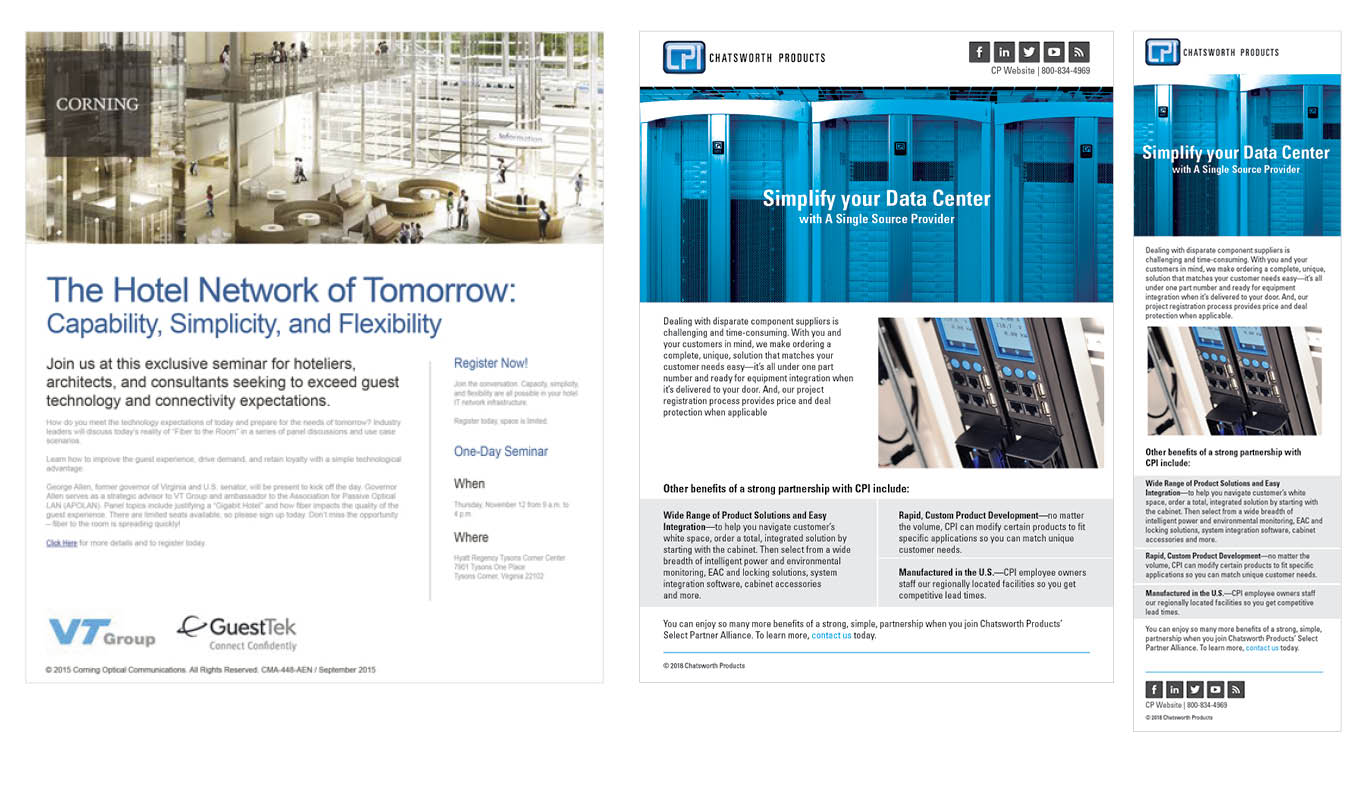 CORNING
Information
The Hotel Network of Tomorrow:
Capability, Simplicity, and Flexibility
Join us at this exclusive seminar for hoteliers,
architects, and consultants seeking to exceed guest
technology and connectivity expectations.
How do you meet the technology expectations of today and prepare for the needs of tomorrow? Industry
leaders will discuss today's reality of "Fiber to the Room" in a series of panel discussions and use case
scenarios.
Learn how to improve the guest experience, drive demand, and retain loyalty with a simple technological
advantage.
George Allen, former governor of Virginia and U.S. senator, will be present to kick off the day. Governor
Allen serves as a strategic advisor to VT Group and ambassador to the Association for Passive Optical
LAN (APOLAN). Panel topics include justifying a "Gigabit Hotel" and how fiber impacts the quality of the
guest experience. There are limited seats available, so please sign up today. Don't miss the opportunity
– fiber to the room is spreading quickly!
Click Here for more details and to register today.
Register Now!
Join the conversation: Capacity, simplicity,
and flexibility are all possible in your hotel
IT network infrastructure.
Register today, space is limited.
One-Day Seminar
When
Thursday, November 12 from 9 a.m. to
4 p.m.
Where
Hyatt Regency Tysons Corner Center
7901 Tysons One Place
Tysons Corner, Virginia 22102
VT Group
GuestTek
Connect Confidently
© 2015 Corning Optical Communications. All Rights Reserved. CMA-448-AEN / September 2015
CPI CHATSWORTH PRODUCTS
CP Website | 800-834-4969
Simplify your Data Center
with A Single Source Provider
Dealing with disparate component suppliers is
challenging and time-consuming. With you and
your customers in mind, we make ordering a
complete, unique, solution that matches your
customer needs easy—it's all under one part
number and ready for equipment integration when
it's delivered to your door. And, our project
registration process provides price and deal
protection when applicable
Other benefits of a strong partnership with CPI include:
Wide Range of Product Solutions and Easy
Integration—to help you navigate customer's
white space, order a total, integrated solution by
starting with the cabinet. Then select from a wide
breadth of intelligent power and environmental
monitoring, EAC and locking solutions, system
integration software, cabinet accessories
and more.
Rapid, Custom Product Development—no matter
the volume, CPI can modify certain products to fit
specific applications so you can match unique
customer needs.
Manufactured in the U.S.—CPI employee owners
staff our regionally located facilities so you get
competitive lead times.
You can enjoy so many more benefits of a strong, simple, partnership when you join Chatsworth Products'
Select Partner Alliance. To learn more, contact us today.
© 2018 Chatsworth Products
CPI CHATSWORTH PRODUCTS
Simplify your Data Center
with A Single Source Provider
Dealing with disparate component suppliers is
challenging and time-consuming. With you and your
customers in mind, we make ordering a complete, unique,
solution that matches your customer needs easy—it's all
under one part number and ready for equipment
integration when it's delivered to your door. And, our
project registration process provides price and deal
protection when applicable.
Other benefits of a strong partnership with
CPI include:
Wide Range of Product Solutions and Easy
Integration—to help you navigate customer's white
space, order a total, integrated solution by starting with
the cabinet. Then select from a wide breadth of
intelligent power and environmental monitoring, EAC and
locking solutions, system integration software, cabinet
accessories and more.
Rapid, Custom Product Development—no matter the
volume, CPI can modify certain products to fit specific
applications so you can match unique customer needs.
Manufactured in the U.S.—CPI employee owners staff
our regionally located facilities so you get competitive
lead times.
You can enjoy so many more benefits of a strong, simple,
partnership when you join Chatsworth Products' Select
Partner Alliance. To learn more, contact us today.
CP Website | 800-834-4969
© 2018 Chatsworth Products